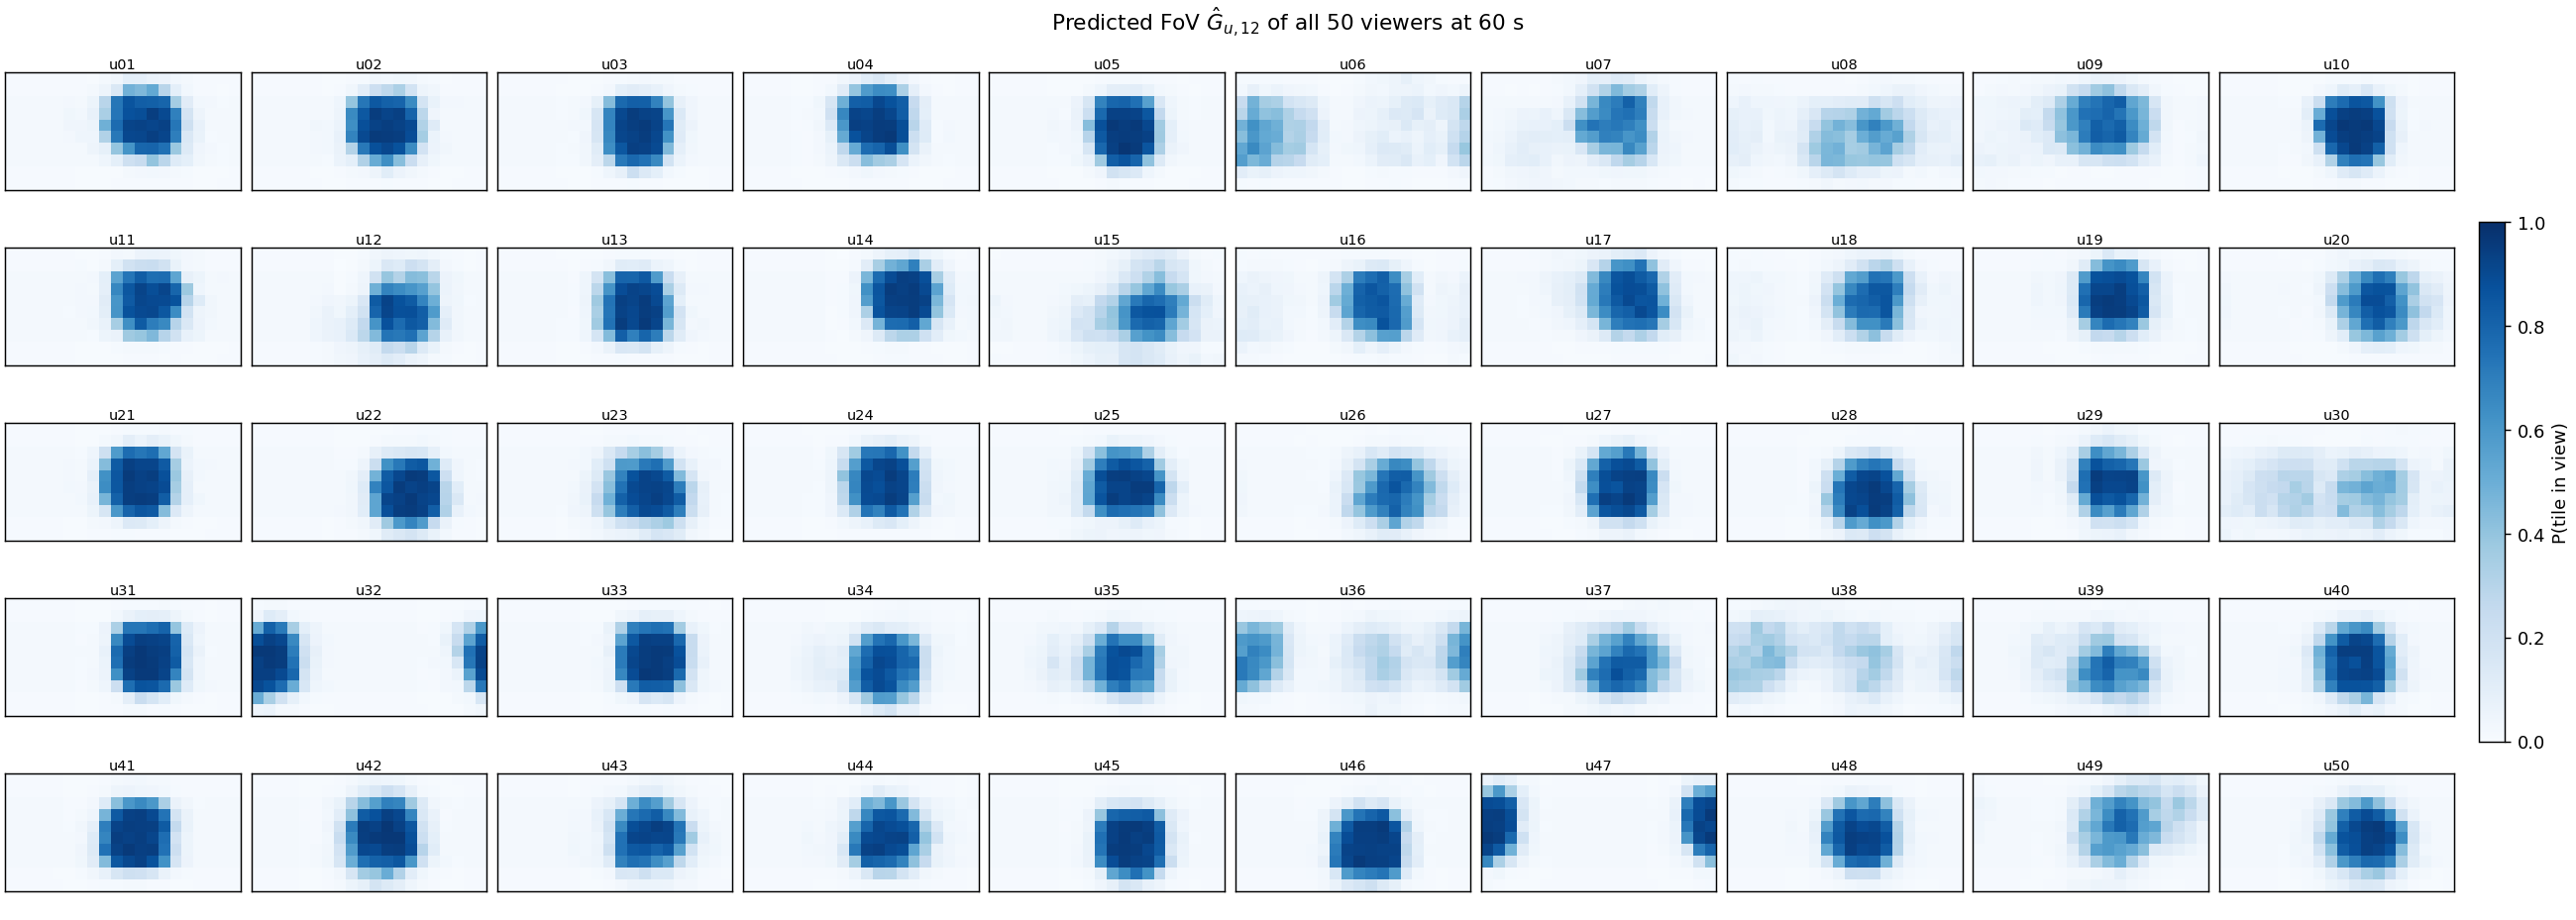 Predicted FoV Ĝu,12 of all 50 viewers at 60 s
u01 u02 u03 u04 u05 u06 u07 u08 u09 u10
u11 u12 u13 u14 u15 u16 u17 u18 u19 u20
u21 u22 u23 u24 u25 u26 u27 u28 u29 u30
u31 u32 u33 u34 u35 u36 u37 u38 u39 u40
u41 u42 u43 u44 u45 u46 u47 u48 u49 u50
1.0
0.8
0.6
0.4
0.2
0.0
P(tile in view)